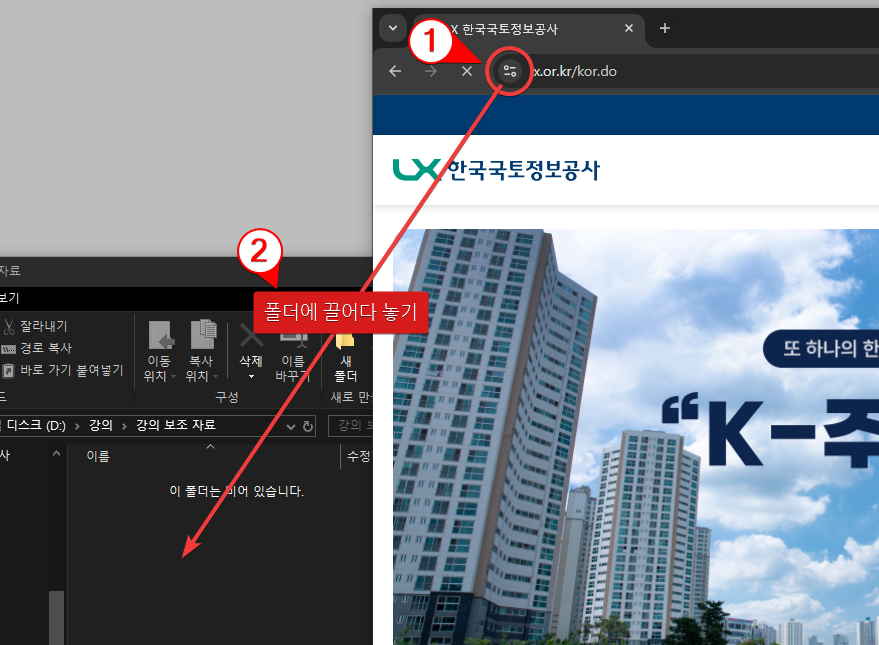 X 한국국토정보공사
1
x.or.kr/kor.do
LX 한국국토정보공사
2
폴더에 끌어다 놓기
자료
보기
잘라내기
경로 복사
바로 가기 붙여넣기
이동
위치
복사
위치
삭제
이름
바꾸기
새
폴더
구성
새로 만
디스크 (D:) > 강의 > 강의 보조 자료
강의 보
이름
수정
이 폴더는 비어 있습니다.
또 하나의 한
“K-주